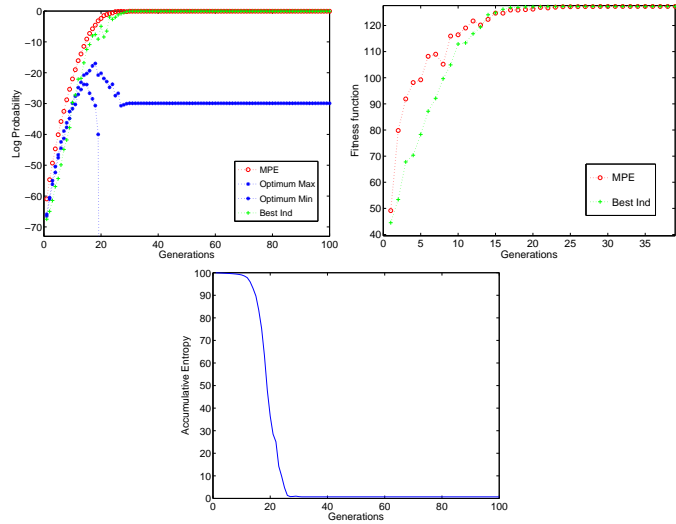 0
−10
−20
−30
−40
−50
−60
−70
Log Probability
MPE
Optimum Max
Optimum Min
Best Ind
0 20 40 60 80 100
Generations
120
110
100
90
80
70
60
50
40
Fitness function
MPE
Best Ind
0 5 10 15 20 25 30 35
Generations
100
90
80
70
60
50
40
30
20
10
0
Accumulative Entropy
0 20 40 60 80 100
Generations